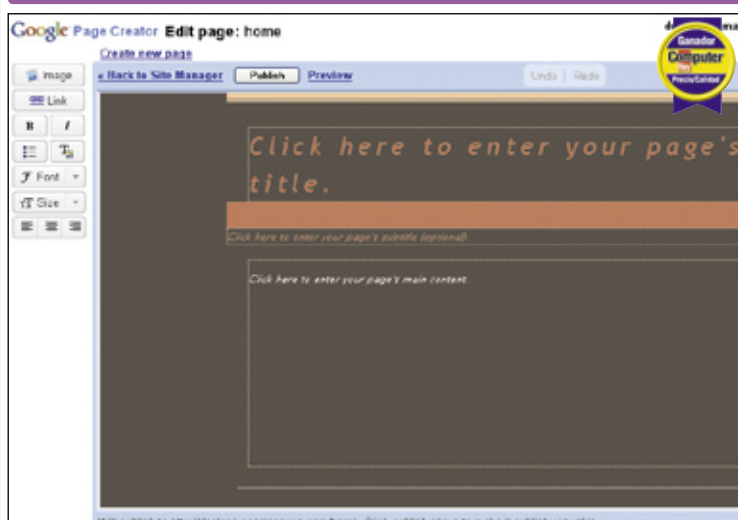 Google Page Creator Edit page: home
Create new page
« Back to Site Manager Publish Preview Undo | Redo
Ganador
Computer
Precio/Calidad
Image
Link
B I
Font
Size
Click here to enter your page's
title.
Click here to enter your page's subtitle (optional)
Click here to enter your page's main content.